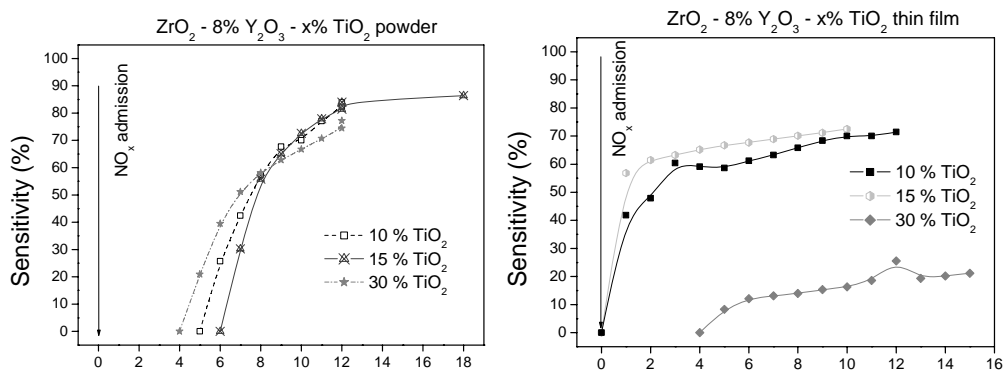 ZrO₂ - 8% Y₂O₃ - x% TiO₂ powder
100
90
80
70
60
50
40
30
20
10
0
Sensitivity (%)
NOₓ admission
10 % TiO₂
15 % TiO₂
30 % TiO₂
0 2 4 6 8 10 12 14 16 18
ZrO₂ - 8% Y₂O₃ - x% TiO₂ thin film
100
90
80
70
60
50
40
30
20
10
0
Sensitivity (%)
NOₓ admission
10 % TiO₂
15 % TiO₂
30 % TiO₂
0 2 4 6 8 10 12 14 16